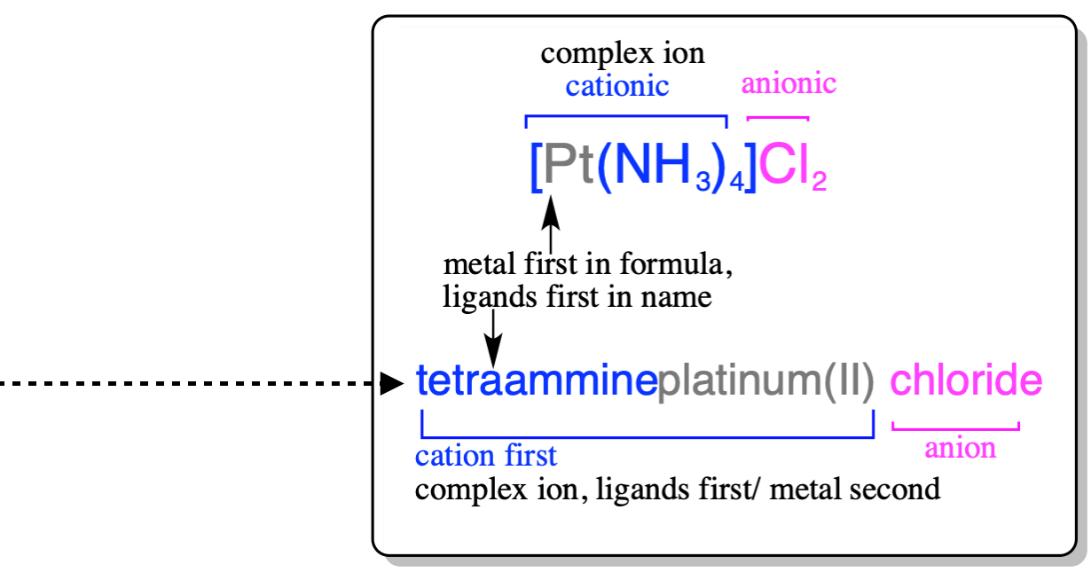 complex ion
cationic
anionic
[Pt(NH₃)₄]Cl₂
metal first in formula,
ligands first in name
tetraammineplatinum(II) chloride
cation first
anion
complex ion, ligands first/ metal second